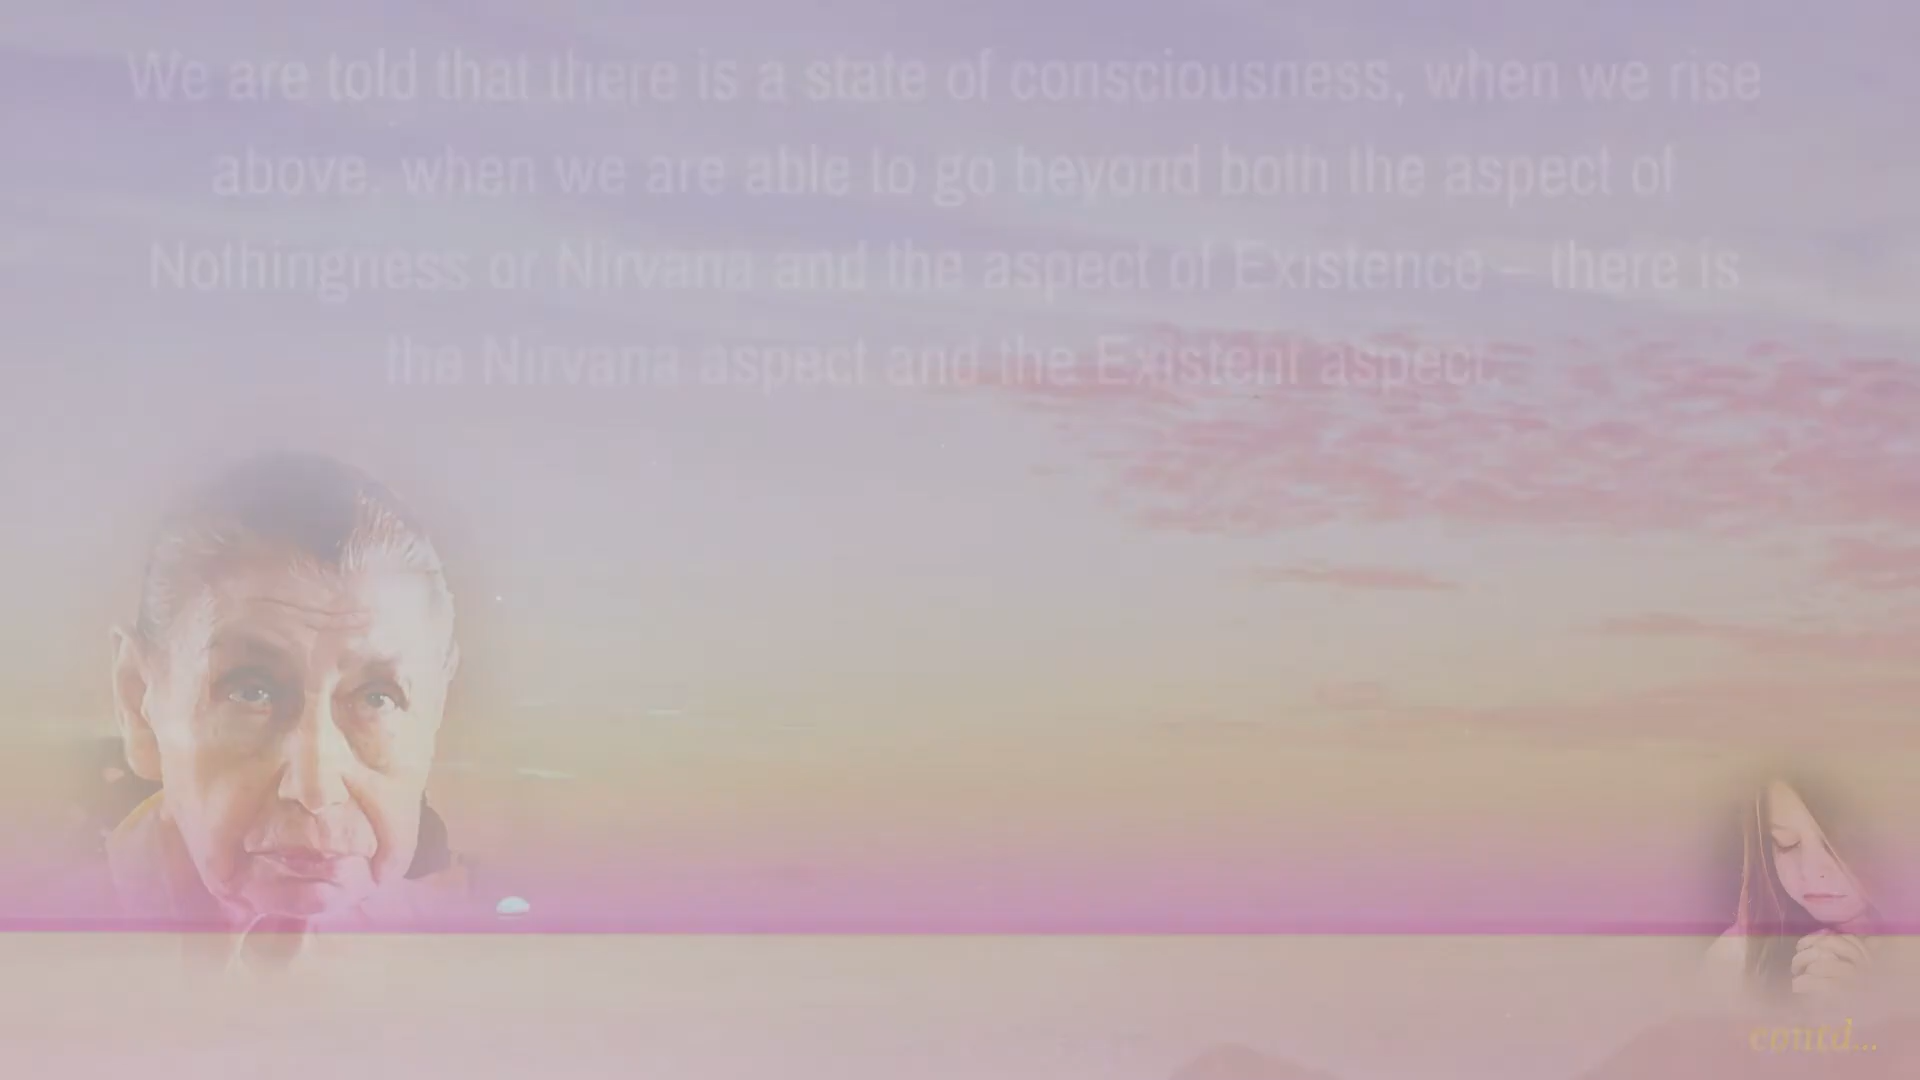 We are told that there is a state of consciousness, when we rise
above, when we are able to go beyond both the aspect of
Nothingness or Nirvana and the aspect of Existence – there is
the Nirvana aspect and the Existent aspect.
contd...